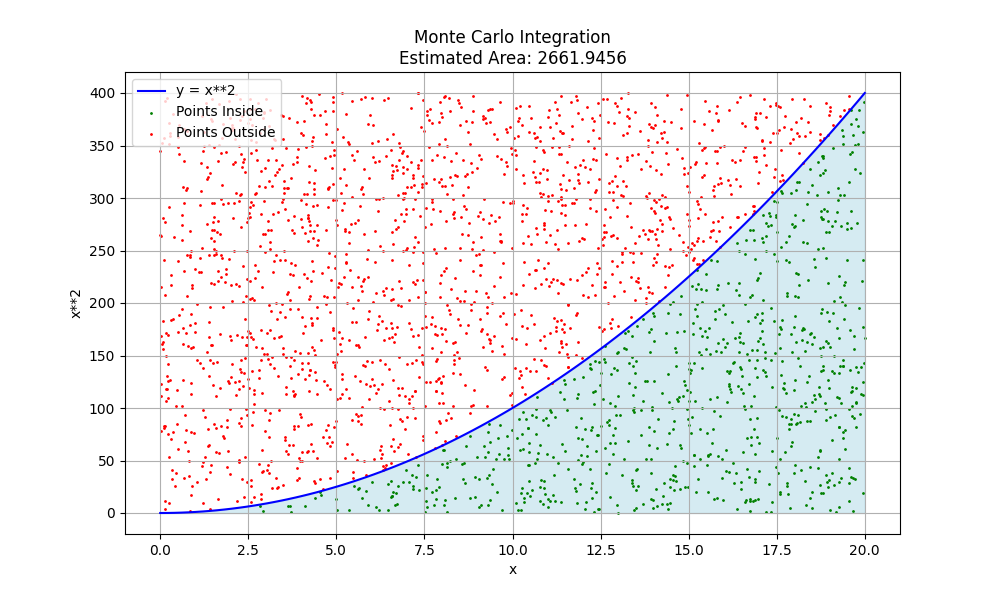 Monte Carlo Integration
Estimated Area: 2661.9456
y = x**2
Points Inside
Points Outside
400
350
300
250
200
150
100
50
0
x**2
0.0 2.5 5.0 7.5 10.0 12.5 15.0 17.5 20.0
x